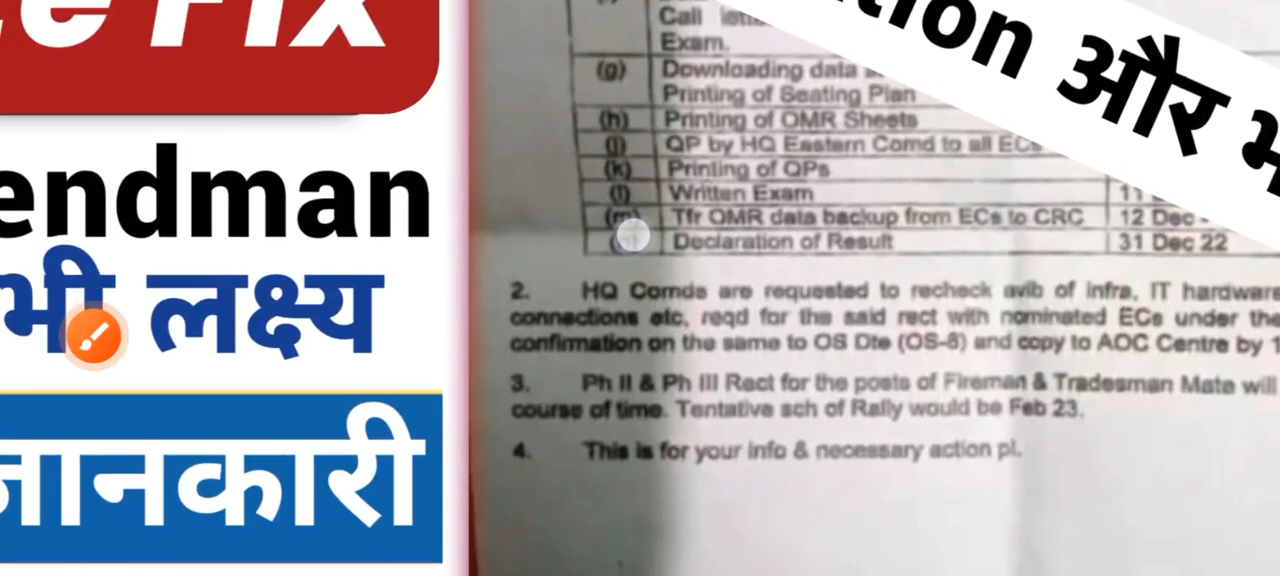 e Fix
endman
भी लक्ष्य
जानकारी
tion और भ
Call
Exam.
(g) Downloading data
Printing of Seating Plan
(h) Printing of OMR Sheets
(j) QP by HQ Eastern Comd to all ECs
(k) Printing of QPs
(l) Written Exam 11
(m) Tfr OMR data backup from ECs to CRC 12 Dec
Declaration of Result 31 Dec 22
2. HQ Comds are requested to recheck avlb of infra, IT hardware
connections etc, reqd for the said rect with nominated ECs under the
confirmation on the same to OS Dte (OS-8) and copy to AOC Centre by 1
3. Ph II & Ph III Rect for the posts of Fireman & Tradesman Mate will
course of time. Tentative sch of Rally would be Feb 23.
4. This is for your info & necessary action pl.